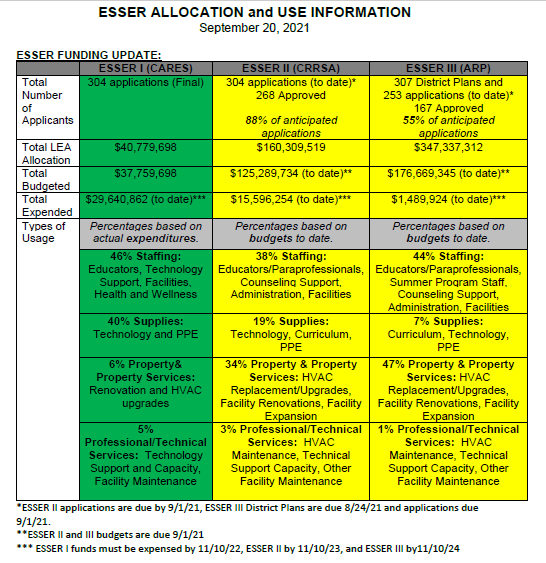 ESSER ALLOCATION and USE INFORMATION
September 20, 2021
ESSER FUNDING UPDATE:
ESSER I (CARES)
ESSER II (CRRSA)
ESSER III (ARP)
Total
Number
of
Applicants
304 applications (Final)
304 applications (to date)*
268 Approved
88% of anticipated
applications
307 District Plans and
253 applications (to date)*
167 Approved
55% of anticipated
applications
Total LEA
Allocation
$40,779,698
$160,309,519
$347,337,312
Total
Budgeted
$37,759,698
$125,289,734 (to date)**
$176,669,345 (to date)**
Total
Expended
$29,640,862 (to date)***
$15,596,254 (to date)***
$1,489,924 (to date)***
Types of
Usage
Percentages based on
actual expenditures.
Percentages based on
budgets to date.
Percentages based on
budgets to date.
46% Staffing:
Educators, Technology
Support, Facilities,
Health and Wellness
38% Staffing:
Educators/Paraprofessionals,
Counseling Support,
Administration, Facilities
44% Staffing:
Educators/Paraprofessionals,
Summer Program Staff,
Counseling Support,
Administration, Facilities
40% Supplies:
Technology and PPE
19% Supplies:
Technology, Curriculum,
PPE
7% Supplies:
Curriculum, Technology,
PPE
6% Property&
Property Services:
Renovation and HVAC
upgrades
34% Property & Property
Services: HVAC
Replacement/Upgrades,
Facility Renovations, Facility
Expansion
47% Property & Property
Services: HVAC
Replacement/Upgrades,
Facility Renovations, Facility
Expansion
5%
Professional/Technical
Services: Technology
Support and Capacity,
Facility Maintenance
3% Professional/Technical
Services: HVAC
Maintenance, Technical
Support Capacity, Other
Facility Maintenance
1% Professional/Technical
Services: HVAC
Maintenance, Technical
Support Capacity, Other
Facility Maintenance
*ESSER II applications are due by 9/1/21, ESSER III District Plans are due 8/24/21 and applications due
9/1/21.
**ESSER II and III budgets are due 9/1/21
*** ESSER I funds must be expensed by 11/10/22, ESSER II by 11/10/23, and ESSER III by11/10/24